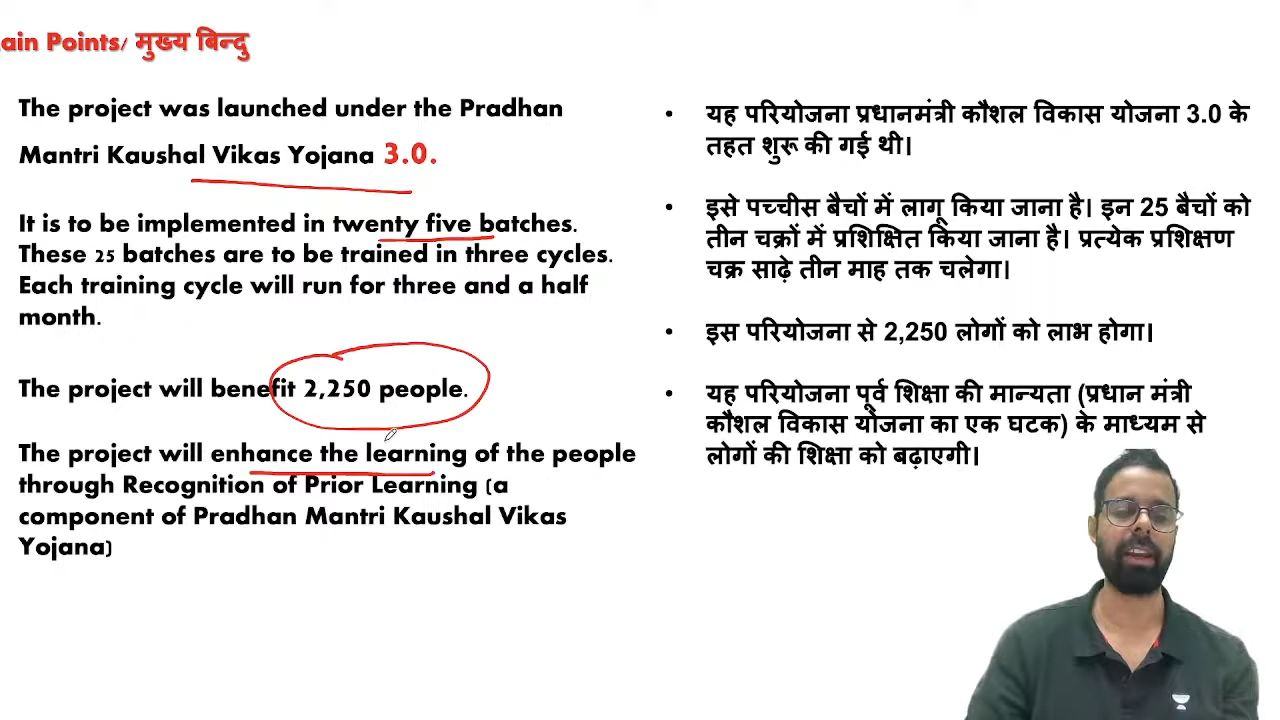 ain Points/ मुख्य बिन्दु
The project was launched under the Pradhan
Mantri Kaushal Vikas Yojana 3.0.
It is to be implemented in twenty five batches.
These 25 batches are to be trained in three cycles.
Each training cycle will run for three and a half
month.
The project will benefit 2,250 people.
The project will enhance the learning of the people
through Recognition of Prior Learning (a
component of Pradhan Mantri Kaushal Vikas
Yojana)
• यह परियोजना प्रधानमंत्री कौशल विकास योजना 3.0 के
तहत शुरू की गई थी।
• इसे पच्चीस बैचों में लागू किया जाना है। इन 25 बैचों को
तीन चक्रों में प्रशिक्षित किया जाना है। प्रत्येक प्रशिक्षण
चक्र साढ़े तीन माह तक चलेगा।
• इस परियोजना से 2,250 लोगों को लाभ होगा।
• यह परियोजना पूर्व शिक्षा की मान्यता (प्रधान मंत्री
कौशल विकास योजना का एक घटक) के माध्यम से
लोगों की शिक्षा को बढ़ाएगी।